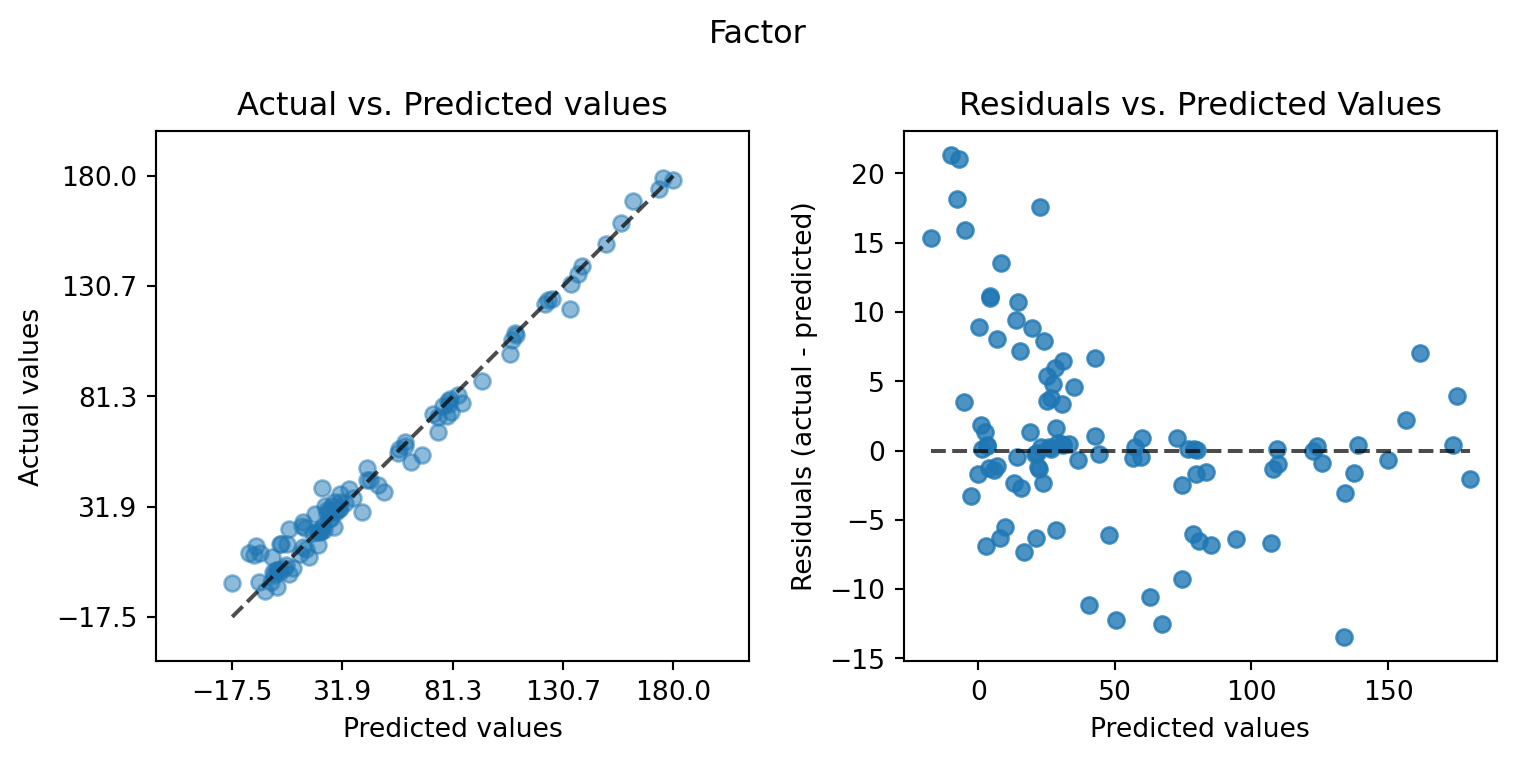 Factor
Actual vs. Predicted values
180.0
130.7
81.3
31.9
−17.5
Actual values
−17.5 31.9 81.3 130.7 180.0
Predicted values
Residuals vs. Predicted Values
20
15
10
5
0
−5
−10
−15
Residuals (actual - predicted)
0 50 100 150
Predicted values